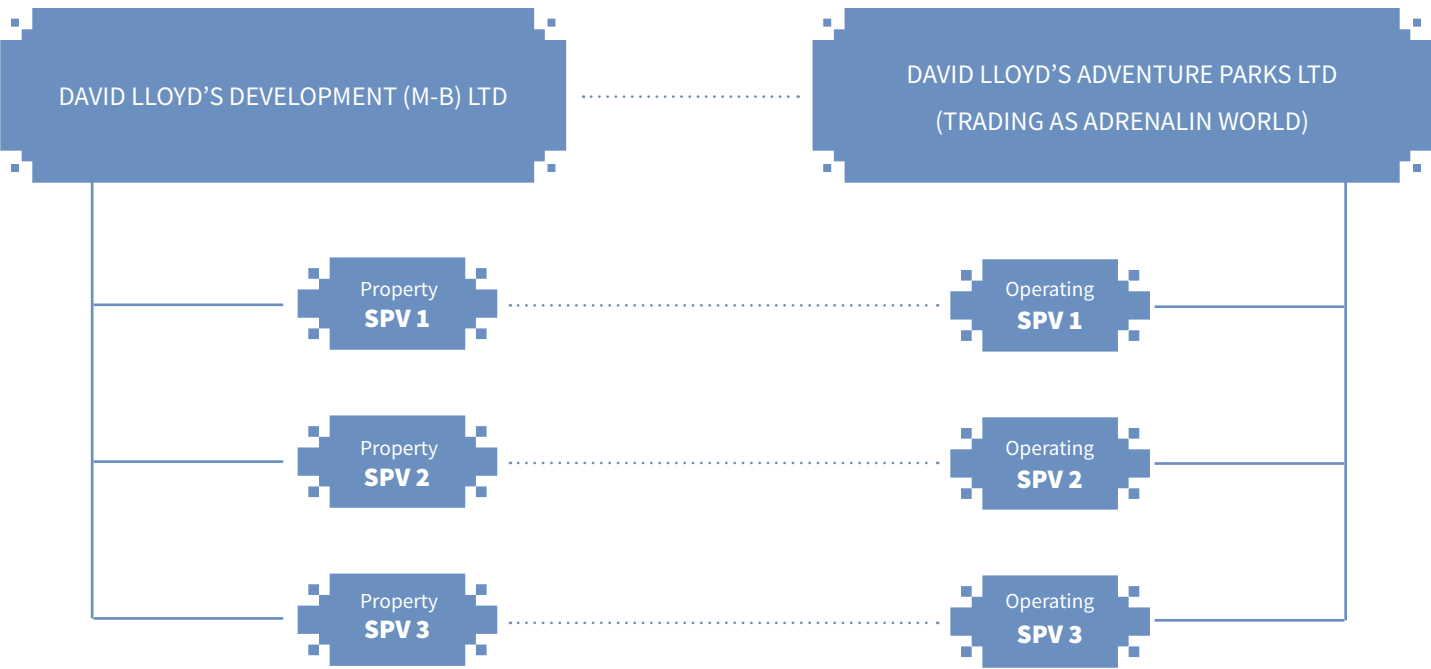 DAVID LLOYD’S DEVELOPMENT (M-B) LTD
DAVID LLOYD’S ADVENTURE PARKS LTD
(TRADING AS ADRENALIN WORLD)
Property
SPV 1
Operating
SPV 1
Property
SPV 2
Operating
SPV 2
Property
SPV 3
Operating
SPV 3